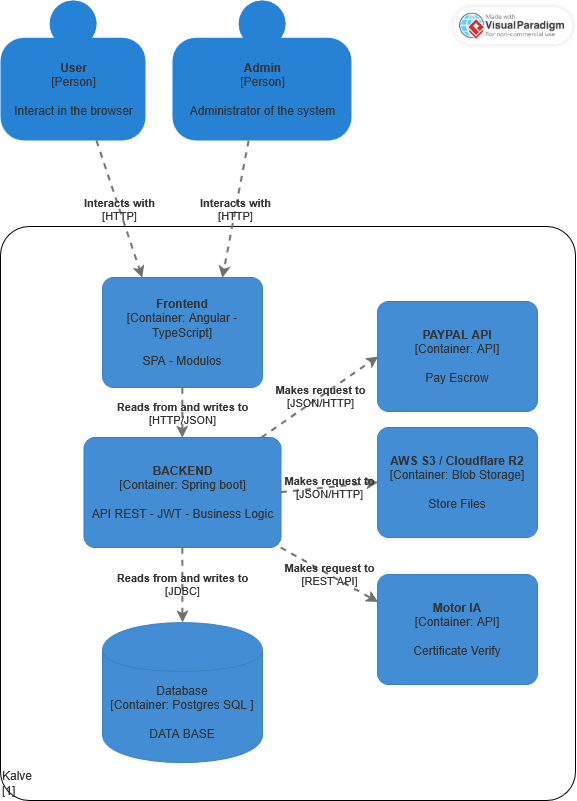 Made with
VisualParadigm
For non-commercial use
User
[Person]
Interact in the browser
Admin
[Person]
Administrator of the system
Interacts with
[HTTP]
Interacts with
[HTTP]
Frontend
[Container: Angular -
TypeScript]
SPA - Modulos
PAYPAL API
[Container: API]
Pay Escrow
Makes request to
[JSON/HTTP]
Reads from and writes to
[HTTP/JSON]
BACKEND
[Container: Spring boot]
API REST - JWT - Business Logic
Makes request to
[JSON/HTTP]
AWS S3 / Cloudflare R2
[Container: Blob Storage]
Store Files
Reads from and writes to
[JDBC]
Makes request to
[REST API]
Motor IA
[Container: API]
Certificate Verify
Database
[Container: Postgres SQL ]
DATA BASE
Kalve
[1]